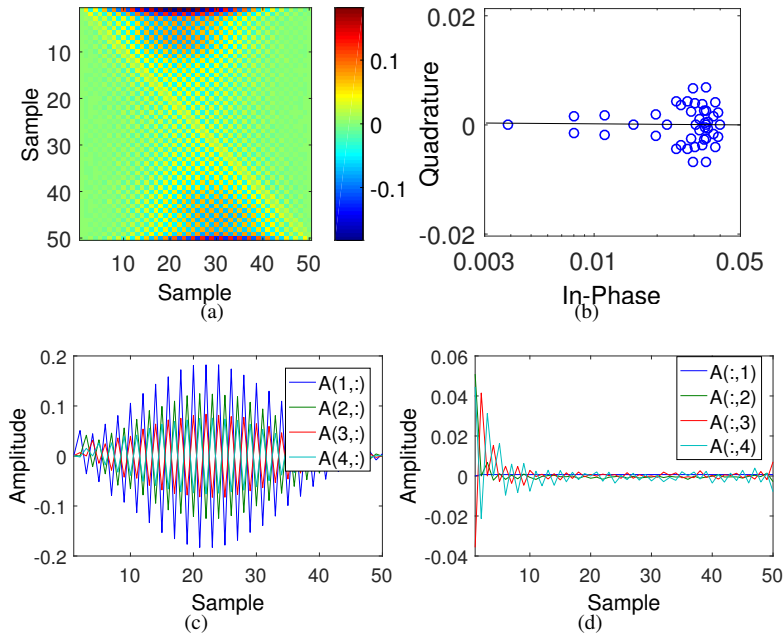 Sample
10
20
30
40
50
10 20 30 40 50
Sample
0.1
0
-0.1
(a)
Quadrature
0.02
0
-0.02
0.003 0.01 0.05
In-Phase
(b)
Amplitude
0.2
0.1
0
-0.1
-0.2
10 20 30 40 50
Sample
A(1,:)
A(2,:)
A(3,:)
A(4,:)
(c)
Amplitude
0.06
0.04
0.02
0
-0.02
-0.04
10 20 30 40 50
Sample
A(:,1)
A(:,2)
A(:,3)
A(:,4)
(d)